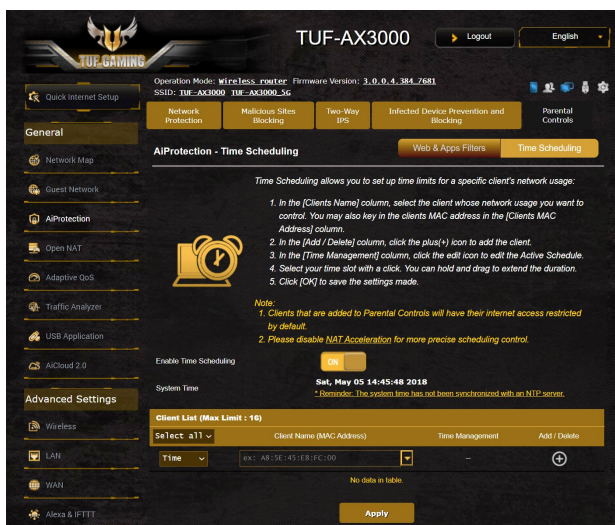 TUF GAMING
TUF-AX3000
Logout
English
Operation Mode: Wireless router Firmware Version: 3.0.0.4.384_7681
SSID: TUF-AX3000 TUF-AX3000_5G
Quick Internet Setup
General
Network Map
Guest Network
AiProtection
Open NAT
Adaptive QoS
Traffic Analyzer
USB Application
AiCloud 2.0
Advanced Settings
Wireless
LAN
WAN
Alexa & IFTTT
Network
Protection
Malicious Sites
Blocking
Two-Way
IPS
Infected Device Prevention and
Blocking
Parental
Controls
AiProtection - Time Scheduling
Web & Apps Filters
Time Scheduling
Time Scheduling allows you to set up time limits for a specific client's network usage:
1. In the [Clients Name] column, select the client whose network usage you want to
control. You may also key in the clients MAC address in the [Clients MAC
Address] column.
2. In the [Add / Delete] column, click the plus(+) icon to add the client.
3. In the [Time Management] column, click the edit icon to edit the Active Schedule.
4. Select your time slot with a click. You can hold and drag to extend the duration.
5. Click [OK] to save the settings made.
Note:
1. Clients that are added to Parental Controls will have their internet access restricted
by default.
2. Please disable NAT Acceleration for more precise scheduling control.
Enable Time Scheduling
ON
System Time
Sat, May 05 14:45:48 2018
* Reminder: The system time has not been synchronized with an NTP server.
Client List (Max Limit : 16)
Select all
Client Name (MAC Address)
Time Management
Add / Delete
Time
ex: A8:5E:45:E8:FC:00
–
No data in table.
Apply